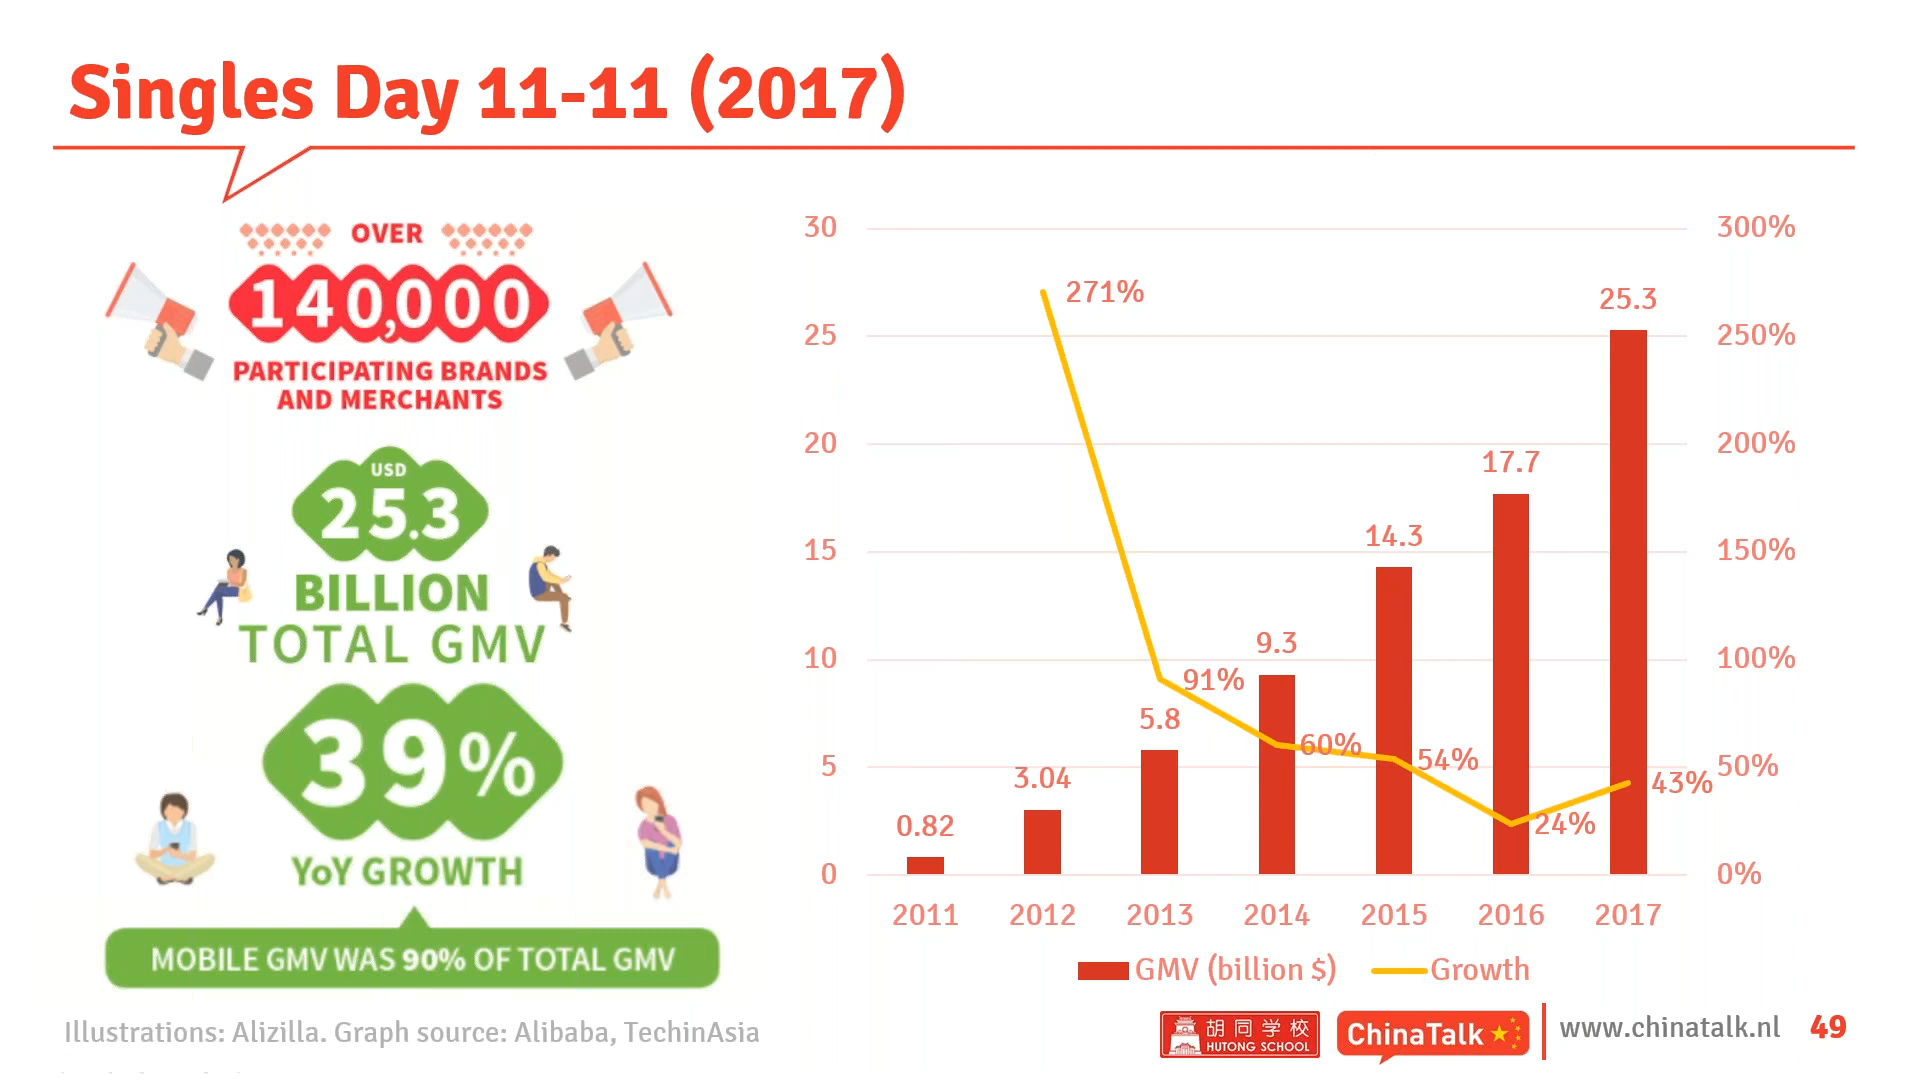 Singles Day 11-11 (2017)
OVER
140,000
PARTICIPATING BRANDS
AND MERCHANTS
USD
25.3
BILLION
TOTAL GMV
39%
YoY GROWTH
MOBILE GMV WAS 90% OF TOTAL GMV
30
25
20
15
10
5
0
300%
250%
200%
150%
100%
50%
0%
271%
91%
60%
54%
24%
43%
0.82
3.04
5.8
9.3
14.3
17.7
25.3
2011 2012 2013 2014 2015 2016 2017
GMV (billion $) Growth
Illustrations: Alizilla. Graph source: Alibaba, TechinAsia
胡同学校
HUTONG SCHOOL
ChinaTalk
www.chinatalk.nl 49